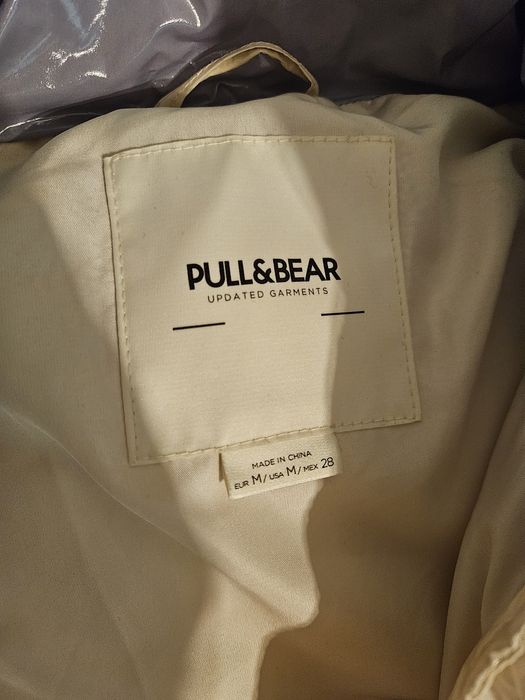 PULL&BEAR
UPDATED GARMENTS
MADE IN CHINA
EUR M/ USA M/ MEX 28